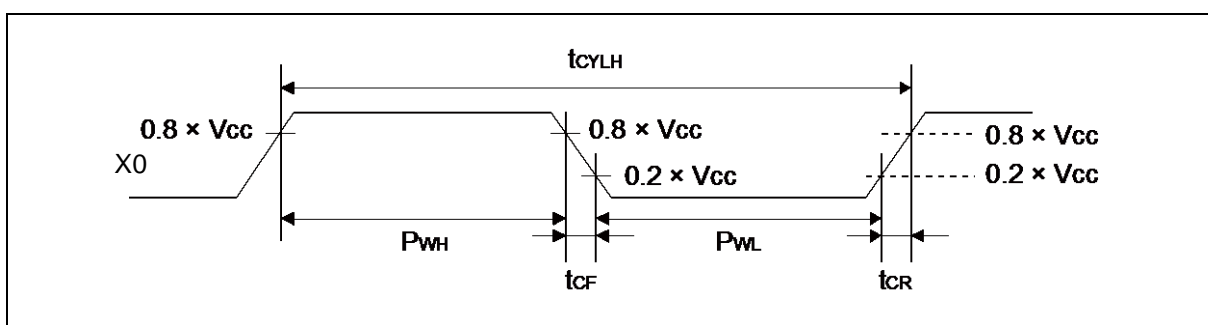 tCYLH
0.8 × Vcc
0.8 × Vcc
0.8 × Vcc
X0
0.2 × Vcc
0.2 × Vcc
PWH
PWL
tCF
tCR